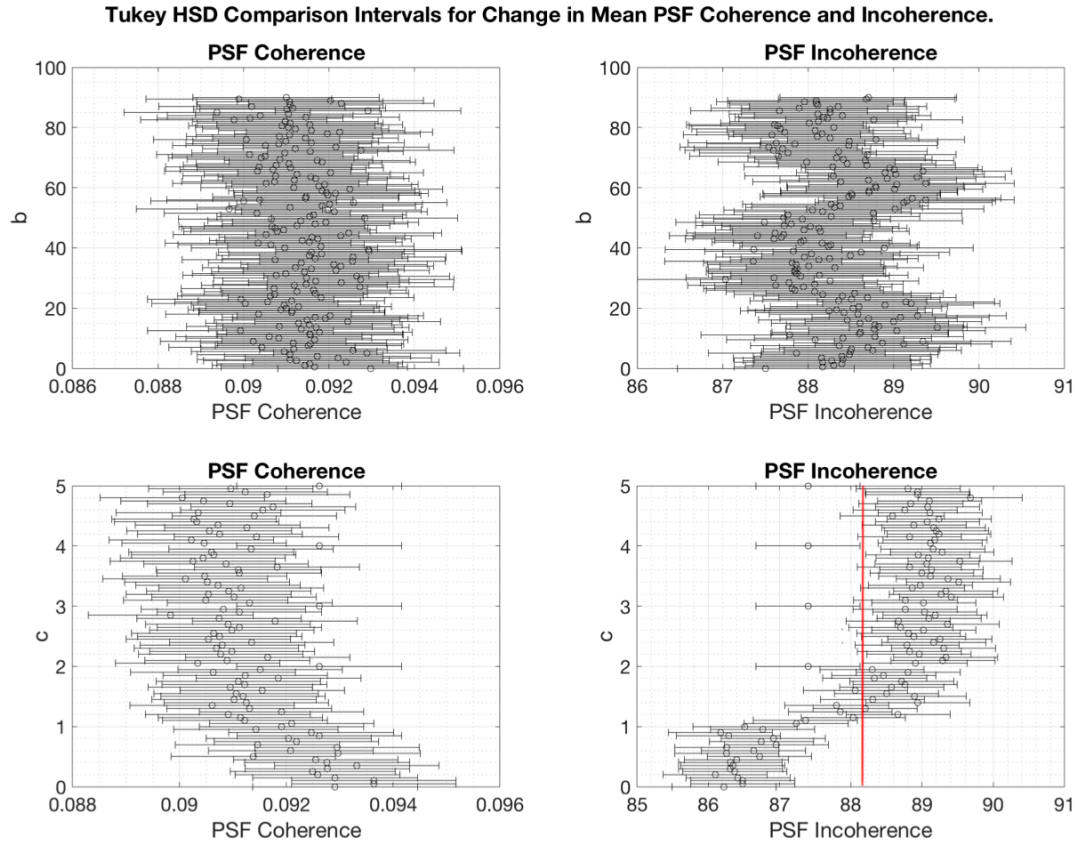 Tukey HSD Comparison Intervals for Change in Mean PSF Coherence and Incoherence.
PSF Coherence
100
80
60
40
20
0
b
0.086 0.088 0.09 0.092 0.094 0.096
PSF Coherence
PSF Incoherence
100
80
60
40
20
0
b
86 87 88 89 90 91
PSF Incoherence
PSF Coherence
5
4
3
2
1
0
c
0.088 0.09 0.092 0.094 0.096
PSF Coherence
PSF Incoherence
5
4
3
2
1
0
c
85 86 87 88 89 90 91
PSF Incoherence